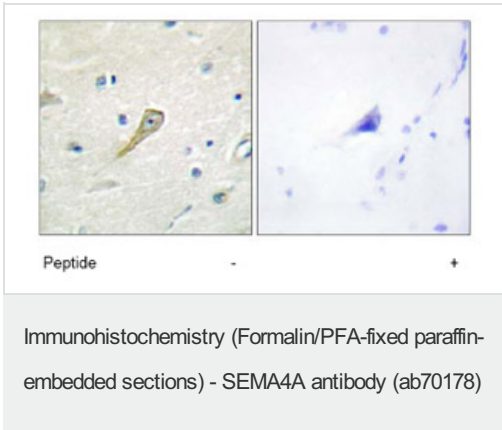 Peptide - +
Immunohistochemistry (Formalin/PFA-fixed paraffin-
embedded sections) - SEMA4A antibody (ab70178)